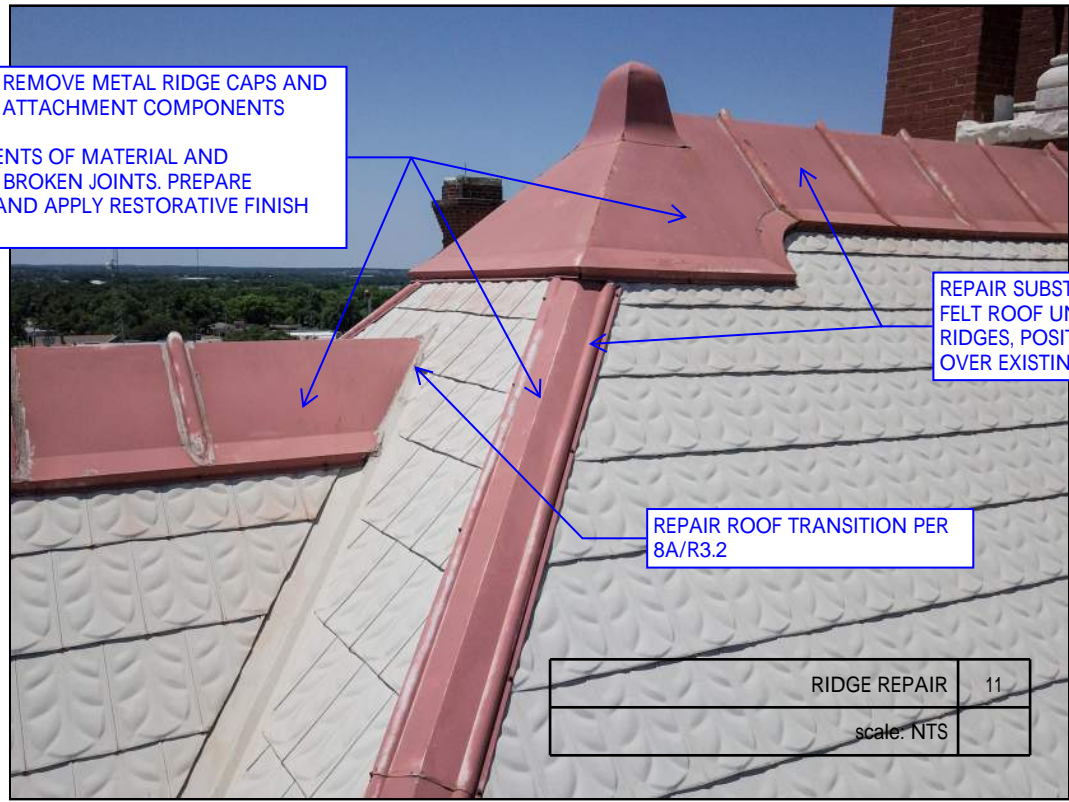 REMOVE METAL RIDGE CAPS AND
ATTACHMENT COMPONENTS
ENTS OF MATERIAL AND
BROKEN JOINTS. PREPARE
AND APPLY RESTORATIVE FINISH
REPAIR SUBST
FELT ROOF UN
RIDGES, POSIT
OVER EXISTIN
REPAIR ROOF TRANSITION PER
8A/R3.2
RIDGE REPAIR 11
scale: NTS